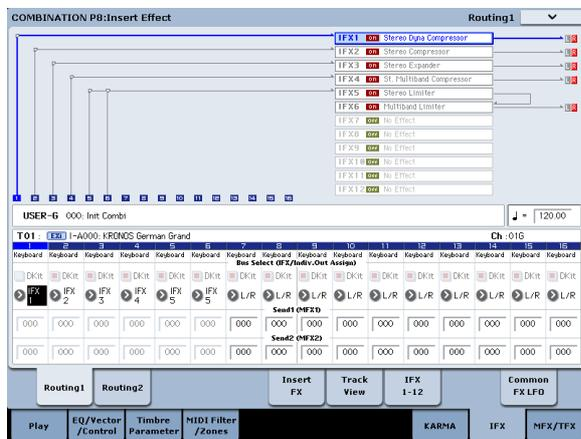 COMBINATION P8:Insert Effect Routing1
IFX1 On Stereo Dyna Compressor
IFX2 On Stereo Compressor
IFX3 On Stereo Expander
IFX4 On St. Multiband Compressor
IFX5 On Stereo Limiter
IFX6 On Multiband Limiter
IFX7 OFF No Effect
IFX8 OFF No Effect
IFX9 OFF No Effect
IFX10 OFF No Effect
IFX11 OFF No Effect
IFX12 OFF No Effect
1 2 3 4 5 6 7 8 9 10 11 12 13 14 15 16
USER-G 000: Init Combi ♩ = 120.00
T01 : EXi I-A000: KRONOS German Grand Ch :01G
1 2 3 4 5 6 7 8 9 10 11 12 13 14 15 16
Keyboard Keyboard Keyboard Keyboard Keyboard Keyboard Keyboard Keyboard Keyboard Keyboard Keyboard Keyboard Keyboard Keyboard Keyboard Keyboard
Bus Select (IFX/Indiv.Out Assign)
DKit DKit DKit DKit DKit DKit DKit DKit DKit DKit DKit DKit DKit DKit DKit DKit
IFX 1 IFX 2 IFX 3 IFX 4 IFX 5 IFX 5 L/R L/R L/R L/R L/R L/R L/R L/R L/R L/R
Send1 (MFX1)
000 000 000 000 000 000 000 000 000 000 000 000 000 000 000 000
Send2 (MFX2)
000 000 000 000 000 000 000 000 000 000 000 000 000 000 000 000
Routing1 Routing2 Insert FX Track View IFX 1-12 Common FX LFO
Play EQ/Vector /Control Timbre Parameter MIDI Filter /Zones KARMA IFX MFX/TFX